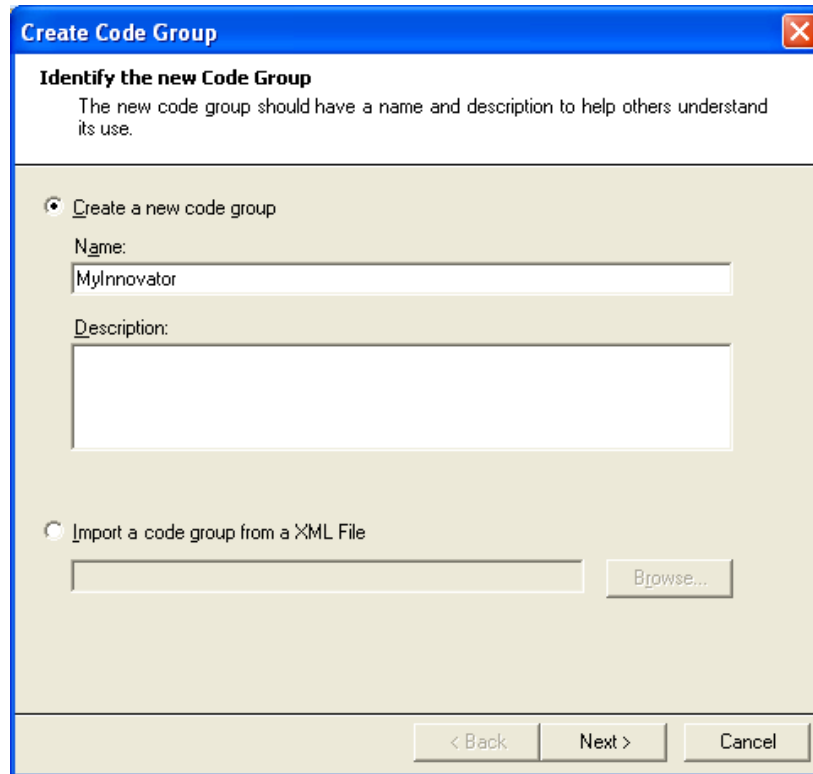 Create Code Group
Identify the new Code Group
The new code group should have a name and description to help others understand
its use.
Create a new code group
Name:
MyInnovator
Description:
Import a code group from a XML File
Browse...
< Back
Next >
Cancel